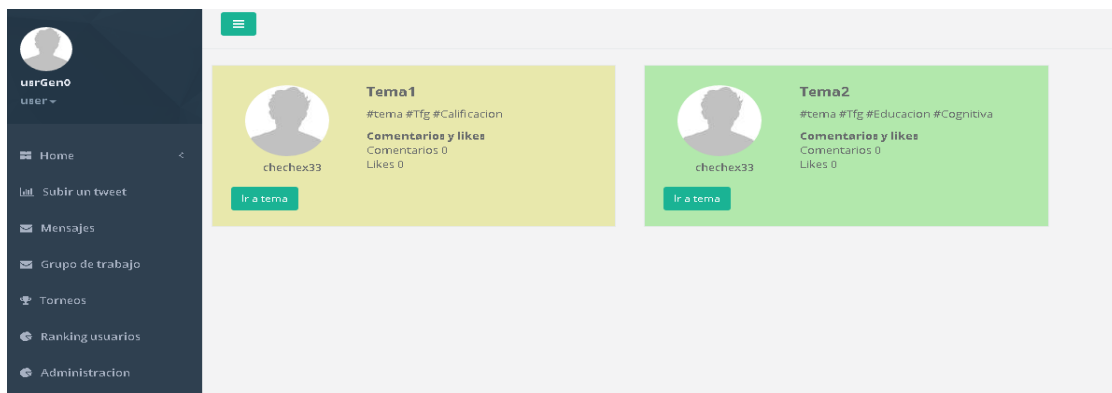 usrGen0
user
Home
Subir un tweet
Mensajes
Grupo de trabajo
Torneos
Ranking usuarios
Administracion
Tema1
#tema #Tfg #Calificacion
Comentarios y likes
Comentarios 0
Likes 0
chechex33
Ir a tema
Tema2
#tema #Tfg #Educacion #Cognitiva
Comentarios y likes
Comentarios 0
Likes 0
chechex33
Ir a tema